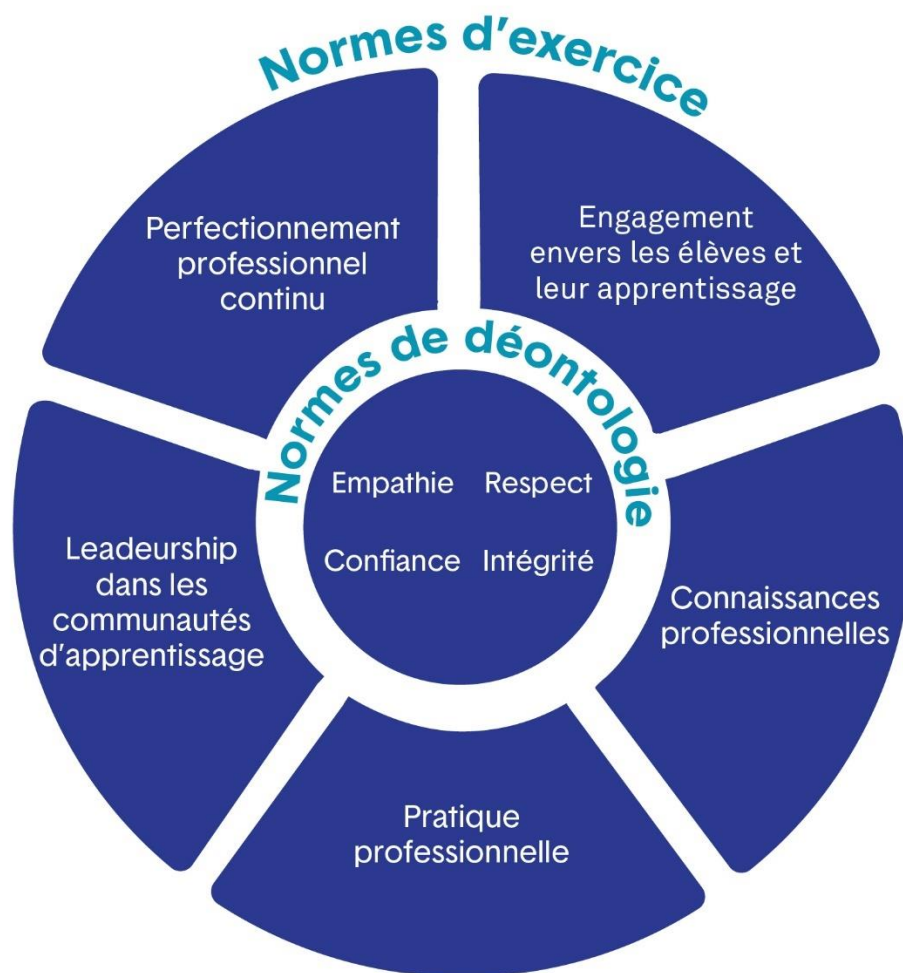 Normes d'exercice
Perfectionnement
professionnel
continu
Engagement
envers les élèves et
leur apprentissage
Normes de déontologie
Empathie Respect
Confiance Intégrité
Leadeurship
dans les
communautés
d'apprentissage
Connaissances
professionnelles
Pratique
professionnelle